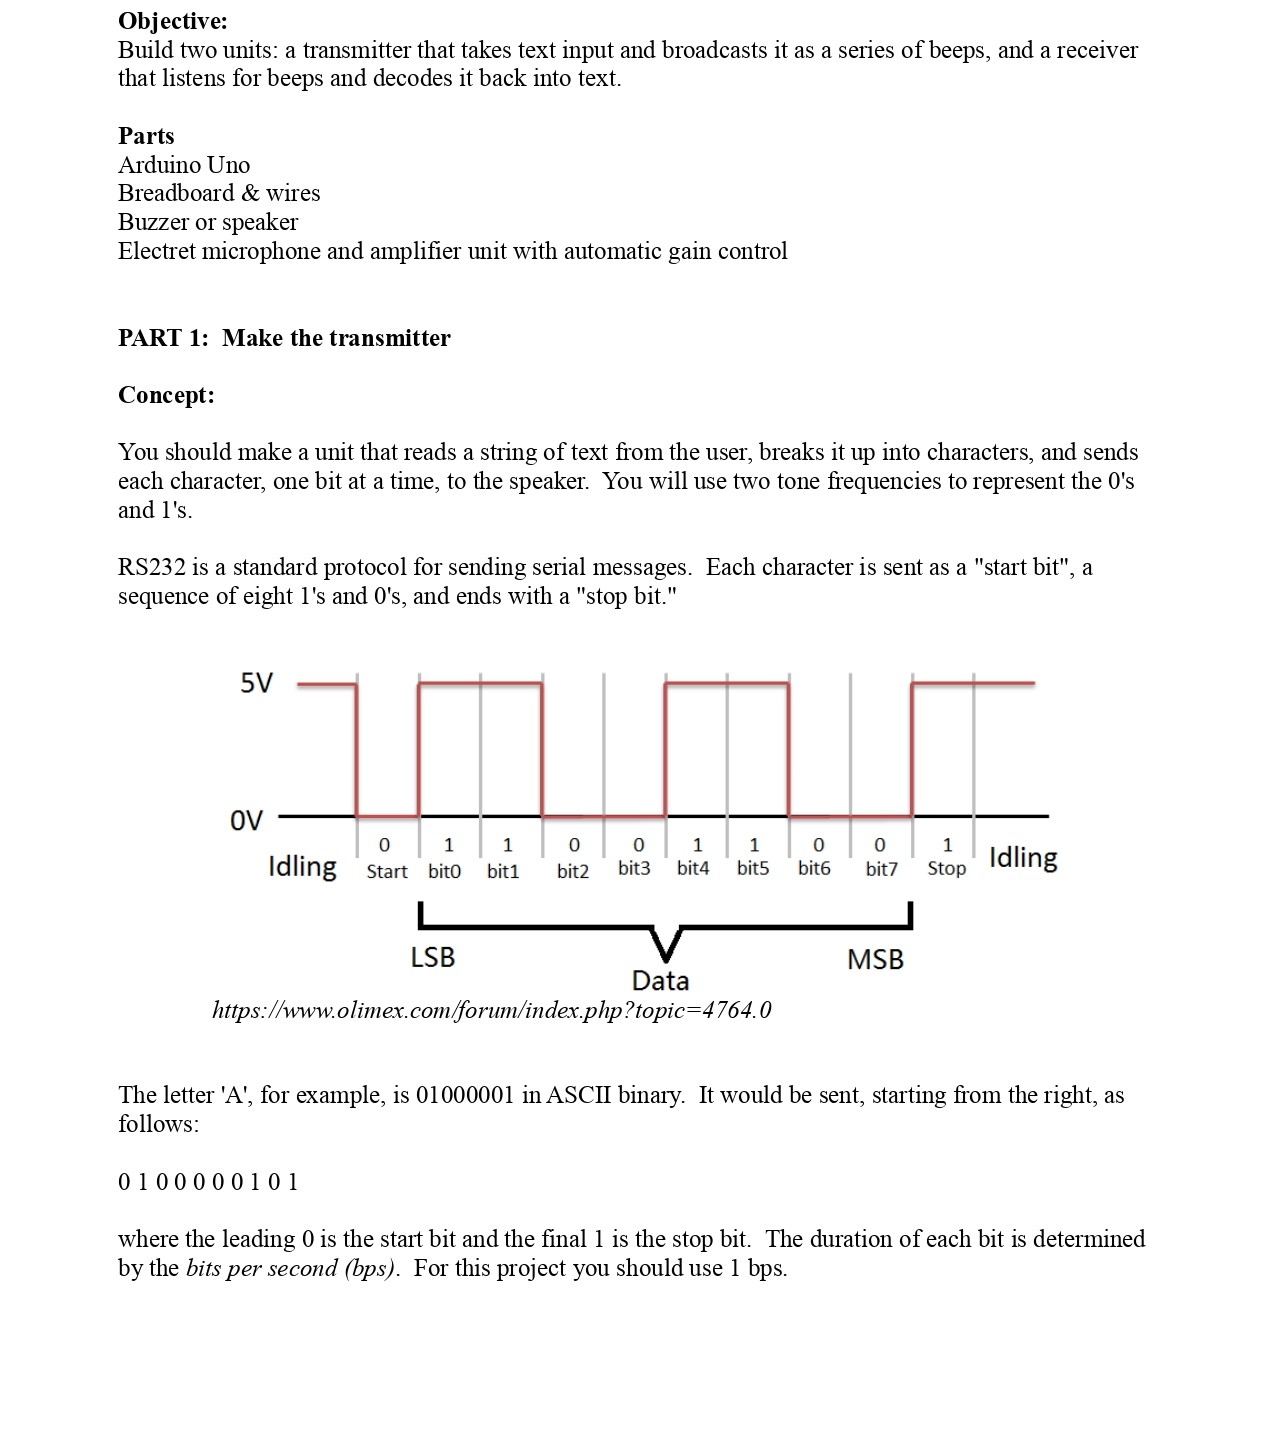 Objective:
Build two units: a transmitter that takes text input and broadcasts it as a series of beeps, and a receiver
that listens for beeps and decodes it back into text.
Parts
Arduino Uno
Breadboard & wires
Buzzer or speaker
Electret microphone and amplifier unit with automatic gain control
PART 1:  Make the transmitter
Concept:
You should make a unit that reads a string of text from the user, breaks it up into characters, and sends
each character, one bit at a time, to the speaker.  You will use two tone frequencies to represent the 0's
and 1's.
RS232 is a standard protocol for sending serial messages.  Each character is sent as a "start bit", a
sequence of eight 1's and 0's, and ends with a "stop bit."
5V
0V
0 1 1 0 0 1 1 0 0 1
Idling Start bit0 bit1 bit2 bit3 bit4 bit5 bit6 bit7 Stop Idling
LSB MSB
Data
https://www.olimex.com/forum/index.php?topic=4764.0
The letter 'A', for example, is 01000001 in ASCII binary.  It would be sent, starting from the right, as
follows:
0 1 0 0 0 0 0 1 0 1
where the leading 0 is the start bit and the final 1 is the stop bit.  The duration of each bit is determined
by the bits per second (bps).  For this project you should use 1 bps.